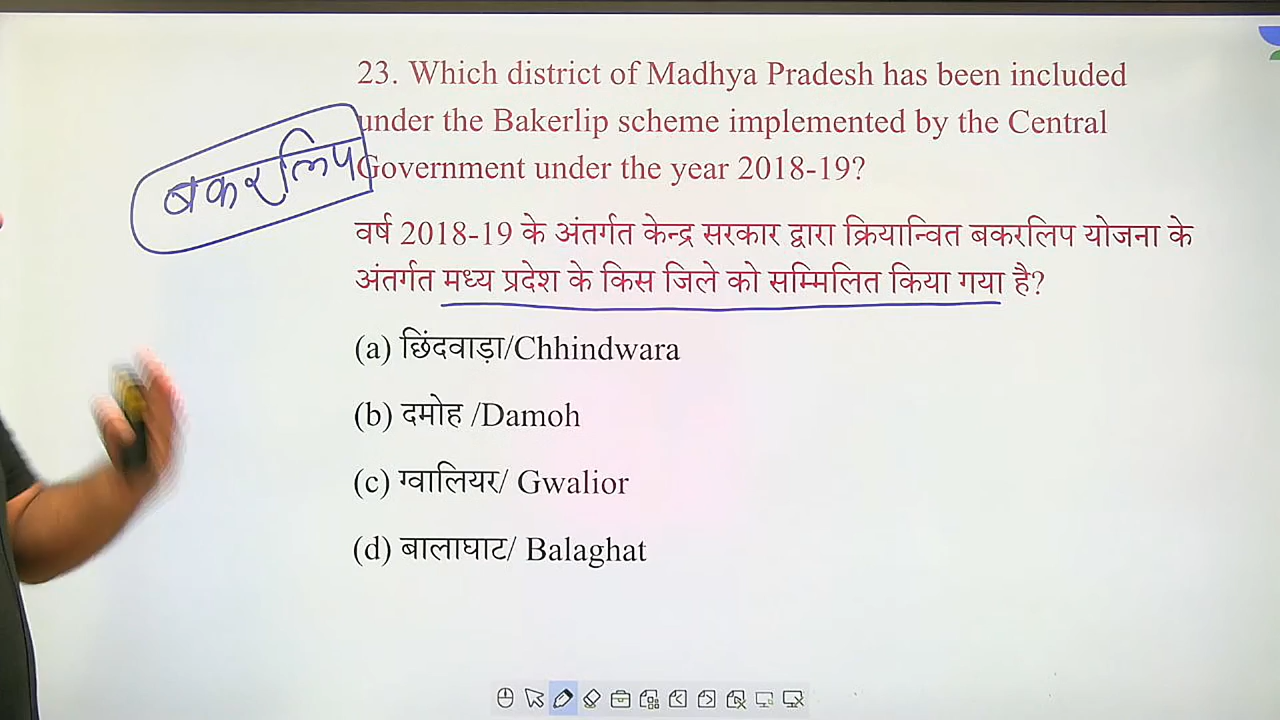 23. Which district of Madhya Pradesh has been included
under the Bakerlip scheme implemented by the Central
Government under the year 2018-19?
बकरलिप
वर्ष 2018-19 के अंतर्गत केन्द्र सरकार द्वारा क्रियान्वित बकरलिप योजना के
अंतर्गत मध्य प्रदेश के किस जिले को सम्मिलित किया गया है?
(a) छिंदवाड़ा/Chhindwara
(b) दमोह /Damoh
(c) ग्वालियर/ Gwalior
(d) बालाघाट/ Balaghat